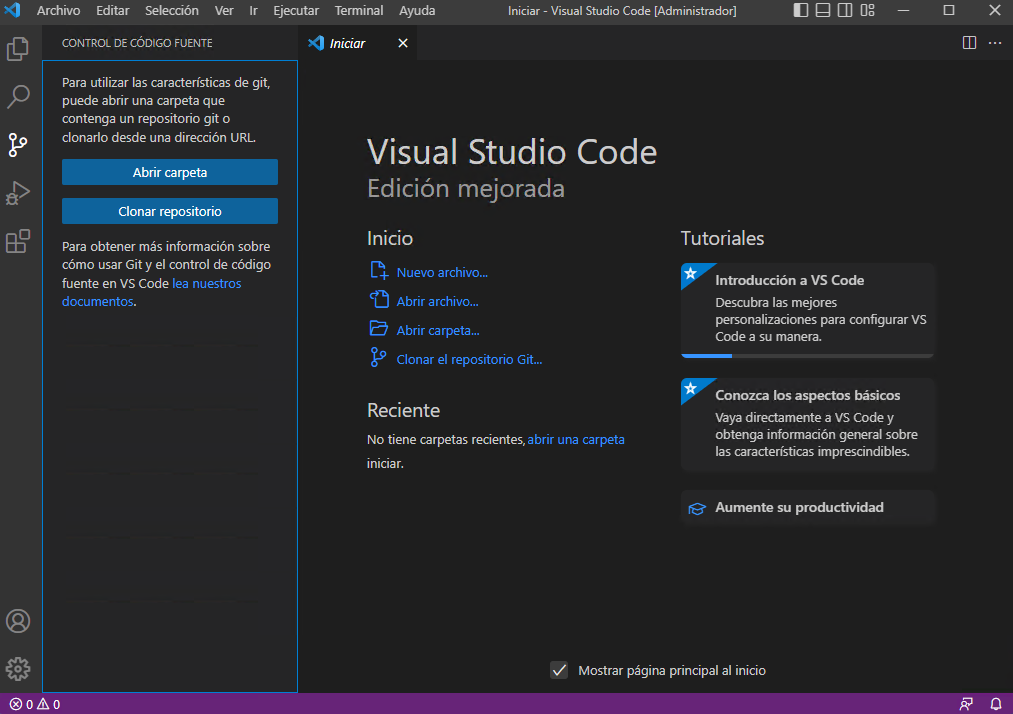 Archivo Editar Selección Ver Ir Ejecutar Terminal Ayuda Iniciar - Visual Studio Code [Administrador]
CONTROL DE CÓDIGO FUENTE
Iniciar
Para utilizar las características de git,
puede abrir una carpeta que
contenga un repositorio git o
clonarlo desde una dirección URL.
Abrir carpeta
Clonar repositorio
Para obtener más información sobre
cómo usar Git y el control de código
fuente en VS Code lea nuestros
documentos.
Visual Studio Code
Edición mejorada
Inicio
Nuevo archivo...
Abrir archivo...
Abrir carpeta...
Clonar el repositorio Git...
Reciente
No tiene carpetas recientes, abrir una carpeta
iniciar.
Tutoriales
Introducción a VS Code
Descubra las mejores
personalizaciones para configurar VS
Code a su manera.
Conozca los aspectos básicos
Vaya directamente a VS Code y
obtenga información general sobre
las características imprescindibles.
Aumente su productividad
Mostrar página principal al inicio
0 0